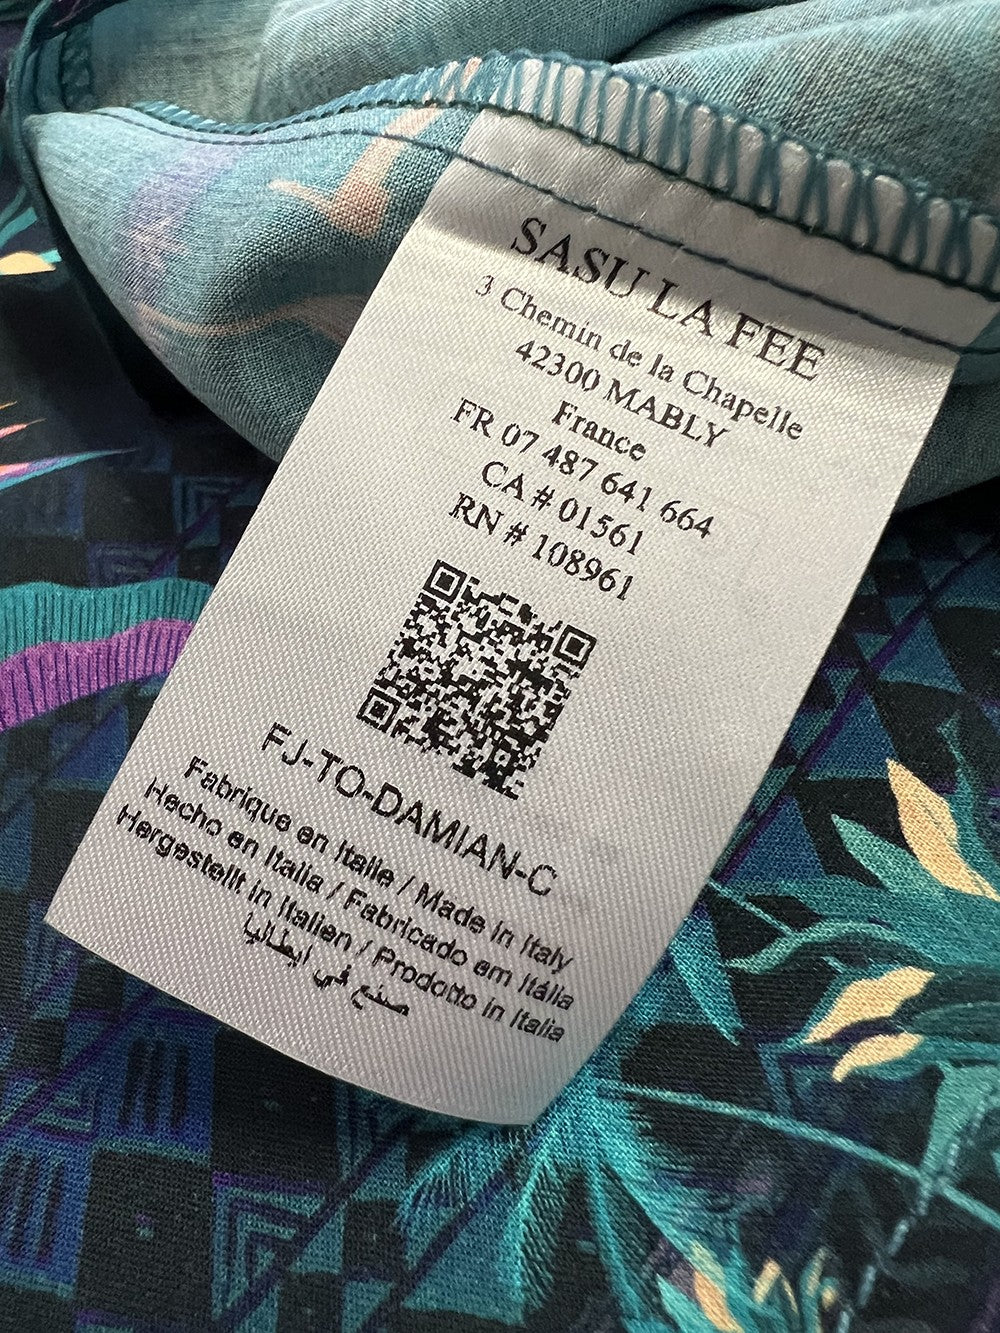 SASU LA FEE
3 Chemin de la Chapelle
42300 MABLY
France
FR 07 487 641 664
CA # 01561
RN # 108961
FJ-TO-DAMIAN-C
Fabrique en Italie / Made in Italy
Hecho en Italia / Fabricado em Itália
Hergestellt in Italien / Prodotto in Italia
صنع في ايطاليا